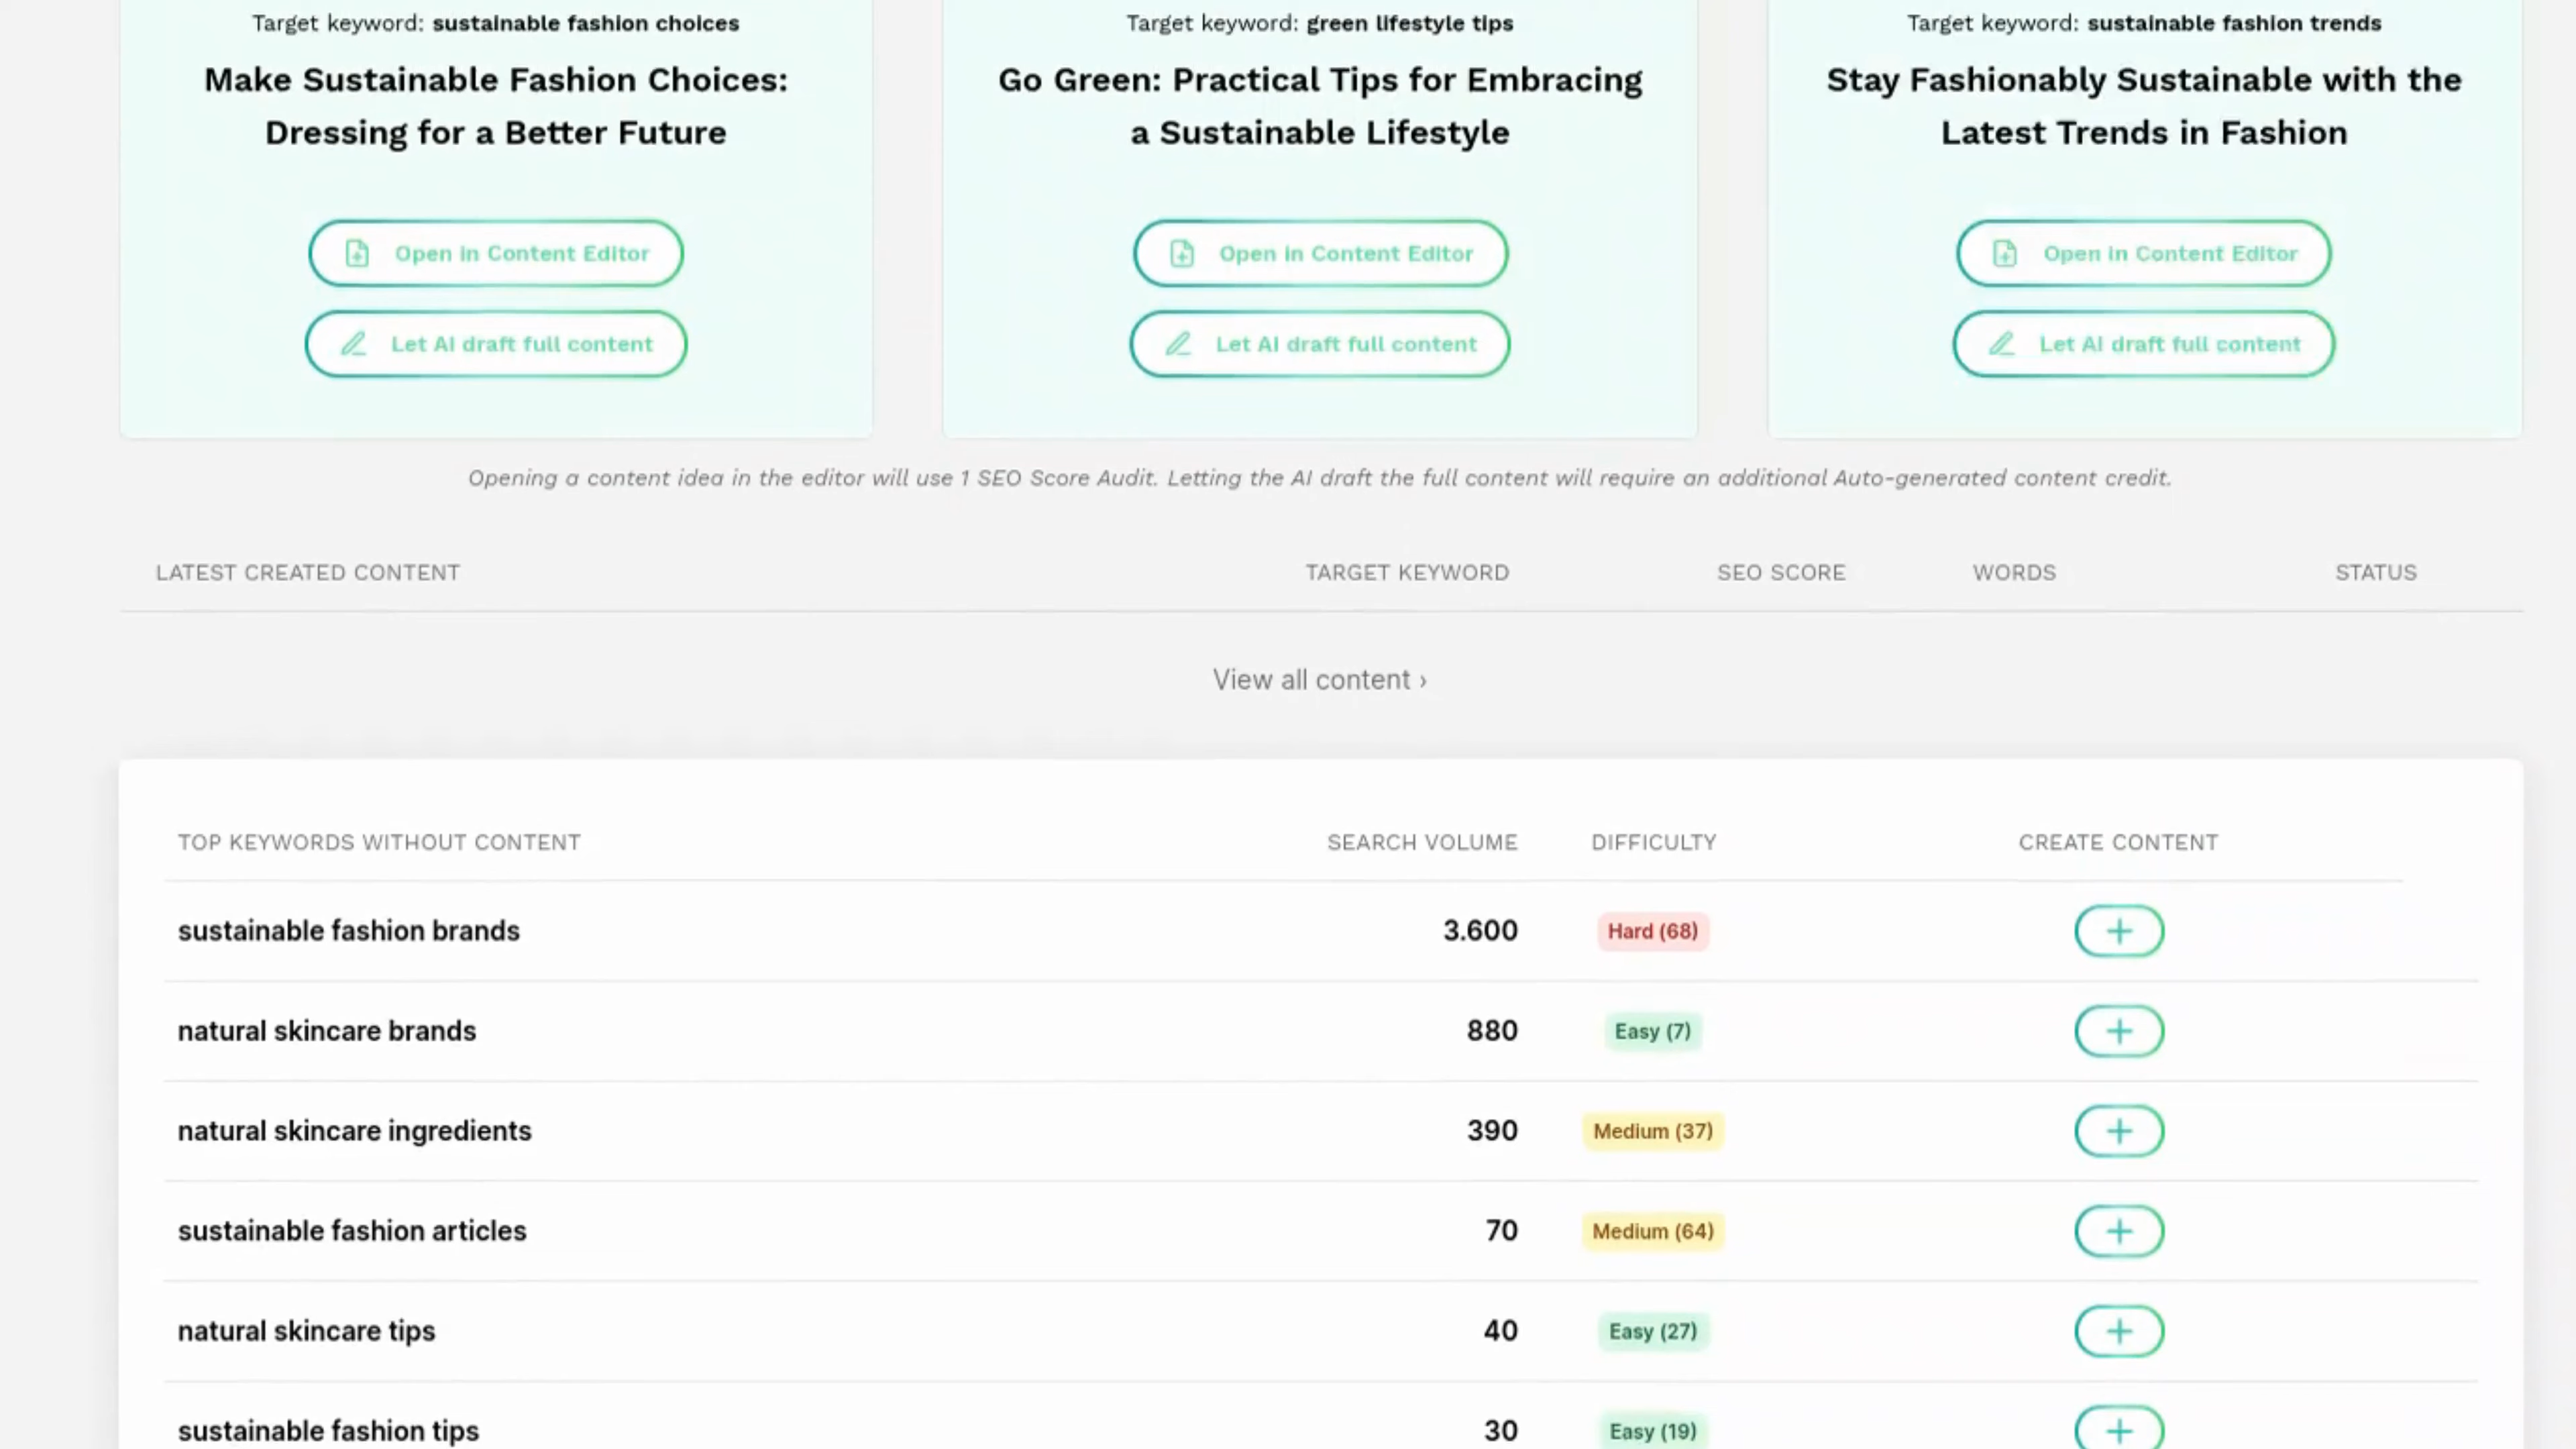 Target keyword: sustainable fashion choices
Make Sustainable Fashion Choices:
Dressing for a Better Future
Open in Content Editor
Let AI draft full content
Target keyword: green lifestyle tips
Go Green: Practical Tips for Embracing
a Sustainable Lifestyle
Open in Content Editor
Let AI draft full content
Target keyword: sustainable fashion trends
Stay Fashionably Sustainable with the
Latest Trends in Fashion
Open in Content Editor
Let AI draft full content
Opening a content idea in the editor will use 1 SEO Score Audit. Letting the AI draft the full content will require an additional Auto-generated content credit.
LATEST CREATED CONTENT TARGET KEYWORD SEO SCORE WORDS STATUS
View all content ›
TOP KEYWORDS WITHOUT CONTENT SEARCH VOLUME DIFFICULTY CREATE CONTENT
sustainable fashion brands 3.600 Hard (68) +
natural skincare brands 880 Easy (7) +
natural skincare ingredients 390 Medium (37) +
sustainable fashion articles 70 Medium (64) +
natural skincare tips 40 Easy (27) +
sustainable fashion tips 30 Easy (19) +